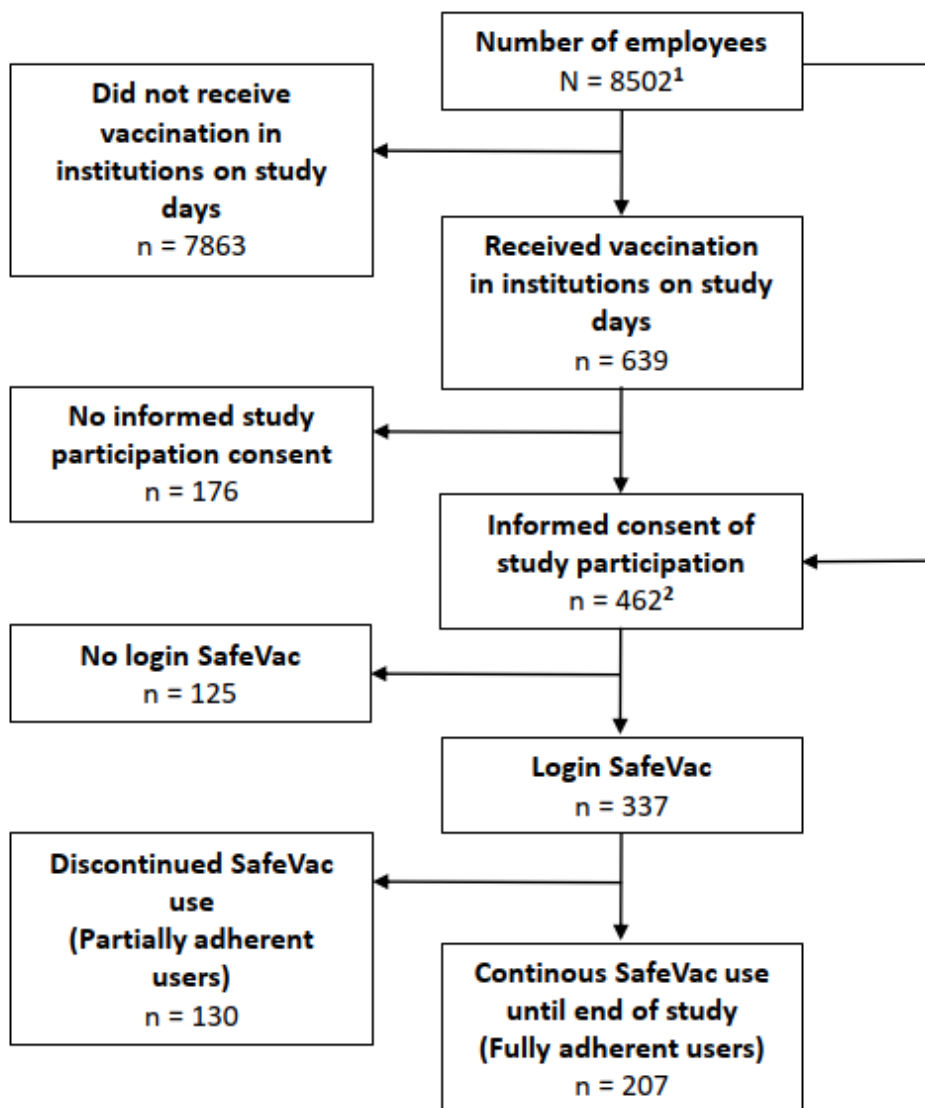 Number of employees
N = 8502¹
Did not receive
vaccination in
institutions on study
days
n = 7863
Received vaccination
in institutions on study
days
n = 639
No informed study
participation consent
n = 176
Informed consent of
study participation
n = 462²
No login SafeVac
n = 125
Login SafeVac
n = 337
Discontinued SafeVac
use
(Partially adherent
users)
n = 130
Continous SafeVac use
until end of study
(Fully adherent users)
n = 207